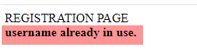 REGISTRATION PAGE
username already in use.